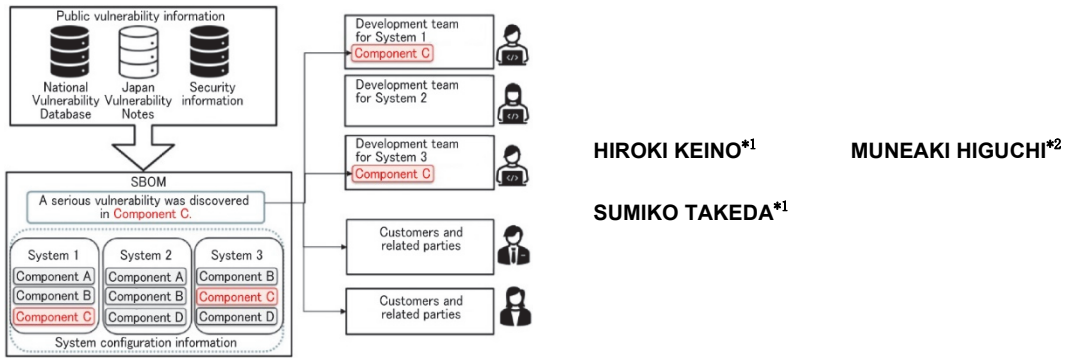 Public vulnerability information
National
Vulnerability
Database
Japan
Vulnerability
Notes
Security
information
SBOM
A serious vulnerability was discovered
in Component C.
System 1
Component A
Component B
Component C
System 2
Component A
Component B
Component D
System 3
Component B
Component C
Component D
System configuration information
Development team
for System 1
Component C
Development team
for System 2
Development team
for System 3
Component C
Customers and
related parties
Customers and
related parties
HIROKI KEINO*1
MUNEAKI HIGUCHI*2
SUMIKO TAKEDA*1